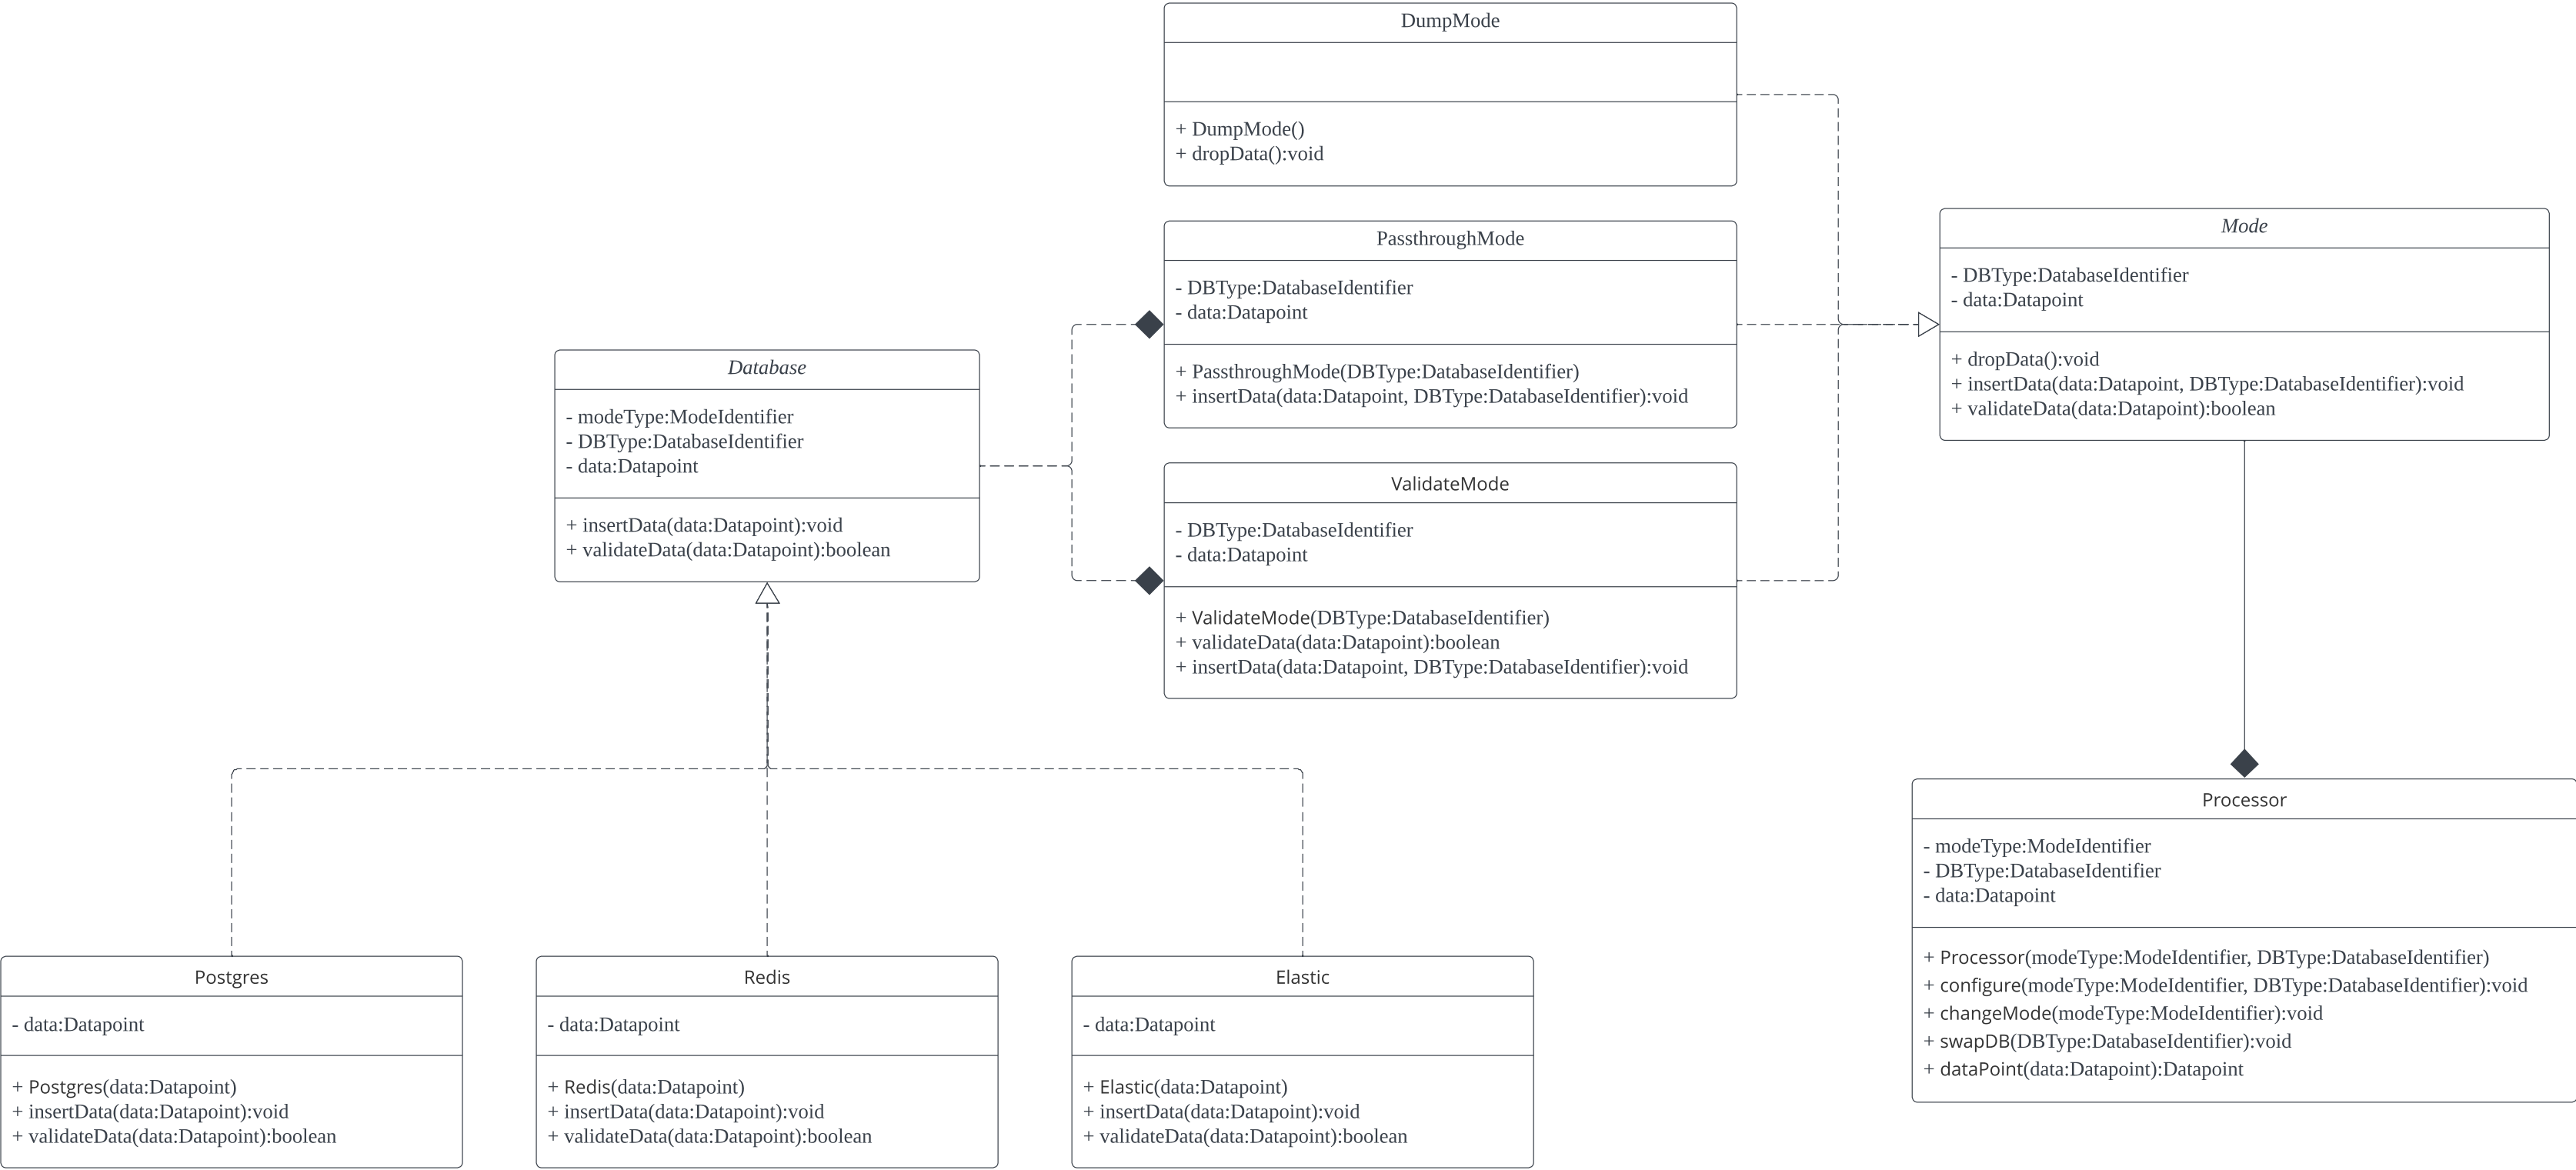 DumpMode
+ DumpMode()
+ dropData():void
PassthroughMode
- DBType:DatabaseIdentifier
- data:Datapoint
+ PassthroughMode(DBType:DatabaseIdentifier)
+ insertData(data:Datapoint, DBType:DatabaseIdentifier):void
Mode
- DBType:DatabaseIdentifier
- data:Datapoint
+ dropData():void
+ insertData(data:Datapoint, DBType:DatabaseIdentifier):void
+ validateData(data:Datapoint):boolean
Database
- modeType:ModeIdentifier
- DBType:DatabaseIdentifier
- data:Datapoint
+ insertData(data:Datapoint):void
+ validateData(data:Datapoint):boolean
ValidateMode
- DBType:DatabaseIdentifier
- data:Datapoint
+ ValidateMode(DBType:DatabaseIdentifier)
+ validateData(data:Datapoint):boolean
+ insertData(data:Datapoint, DBType:DatabaseIdentifier):void
Processor
- modeType:ModeIdentifier
- DBType:DatabaseIdentifier
- data:Datapoint
+ Processor(modeType:ModeIdentifier, DBType:DatabaseIdentifier)
+ configure(modeType:ModeIdentifier, DBType:DatabaseIdentifier):void
+ changeMode(modeType:ModeIdentifier):void
+ swapDB(DBType:DatabaseIdentifier):void
+ dataPoint(data:Datapoint):Datapoint
Postgres
- data:Datapoint
+ Postgres(data:Datapoint)
+ insertData(data:Datapoint):void
+ validateData(data:Datapoint):boolean
Redis
- data:Datapoint
+ Redis(data:Datapoint)
+ insertData(data:Datapoint):void
+ validateData(data:Datapoint):boolean
Elastic
- data:Datapoint
+ Elastic(data:Datapoint)
+ insertData(data:Datapoint):void
+ validateData(data:Datapoint):boolean